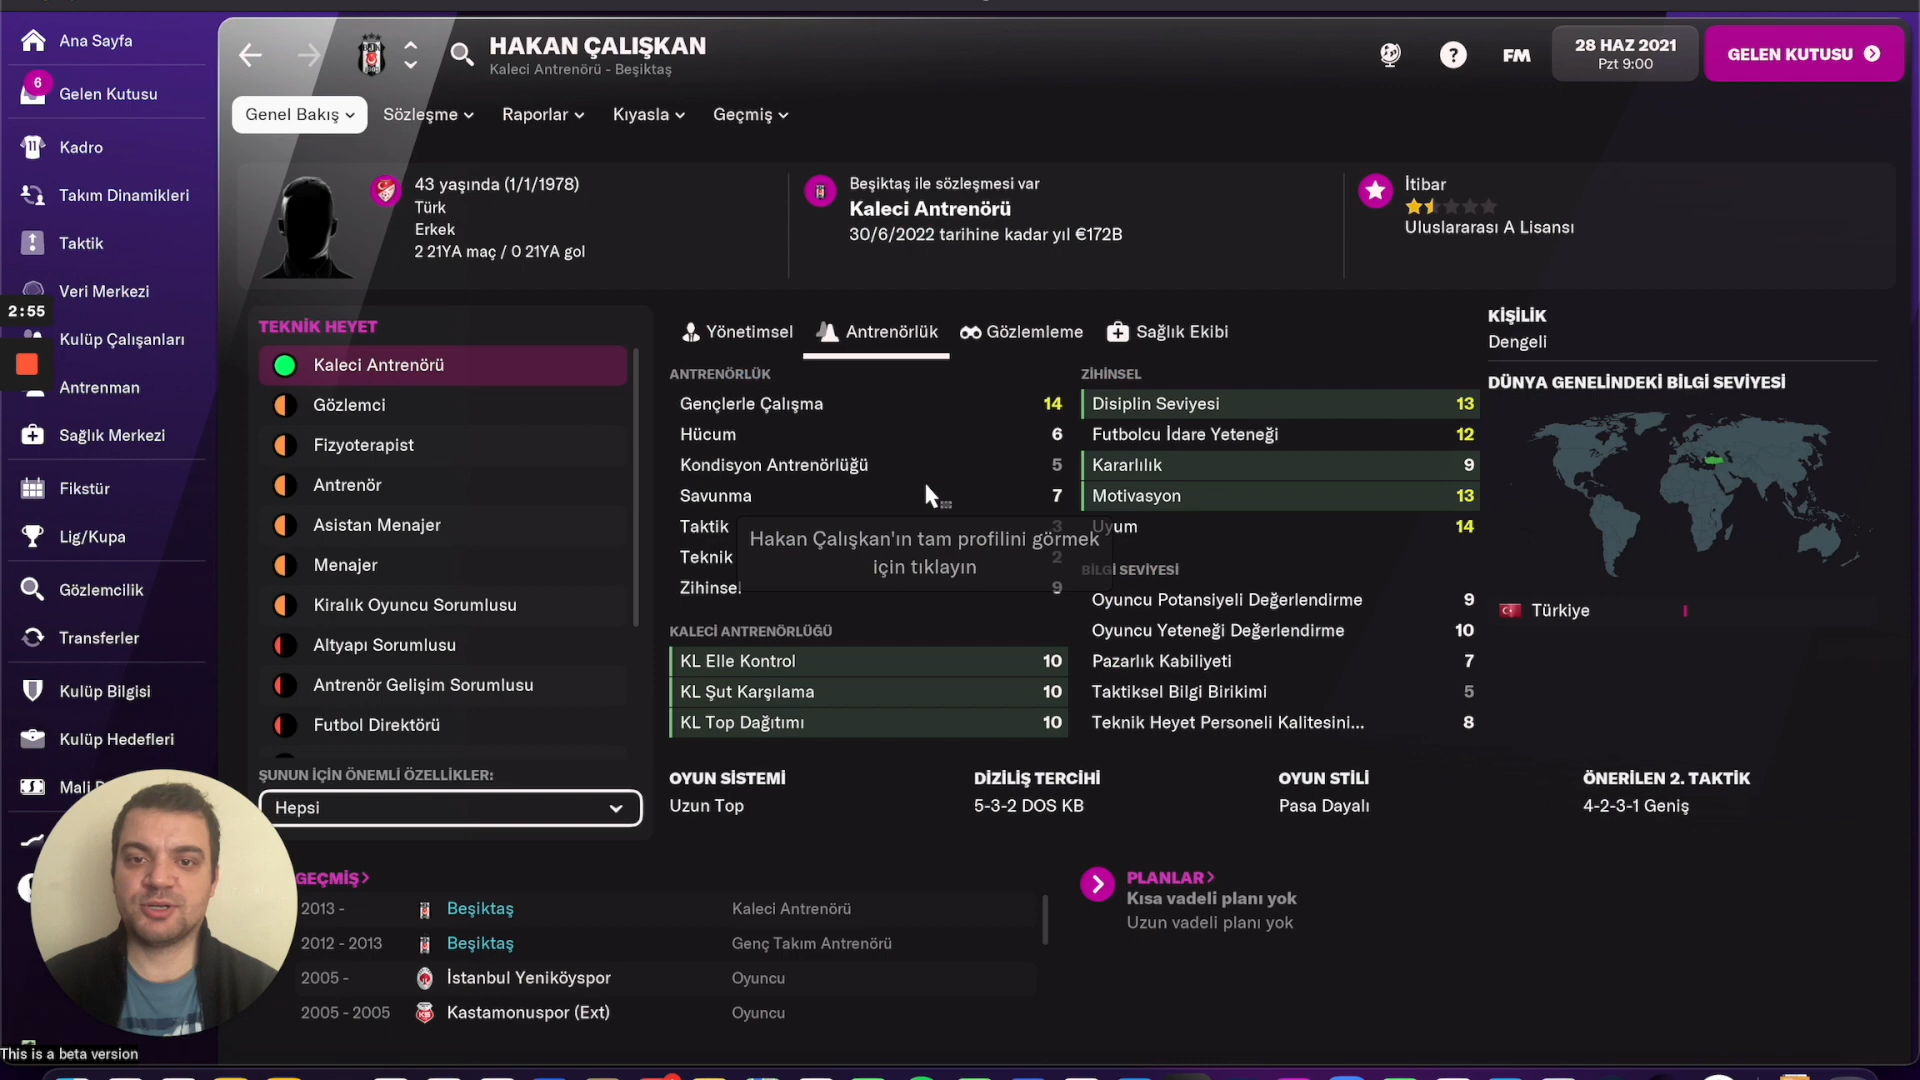 Ana Sayfa
6
Gelen Kutusu
Kadro
Takım Dinamikleri
Taktik
Veri Merkezi
2:55
Kulüp Çalışanları
Antrenman
Sağlık Merkezi
Fikstür
Lig/Kupa
Gözlemcilik
Transferler
Kulüp Bilgisi
Kulüp Hedefleri
Mali
This is a beta version
HAKAN ÇALIŞKAN
Kaleci Antrenörü - Beşiktaş
FM
28 HAZ 2021
Pzt 9:00
GELEN KUTUSU
Genel Bakış
Sözleşme
Raporlar
Kıyasla
Geçmiş
43 yaşında (1/1/1978)
Türk
Erkek
2 21YA maç / 0 21YA gol
Beşiktaş ile sözleşmesi var
Kaleci Antrenörü
30/6/2022 tarihine kadar yıl €172B
İtibar
Uluslararası A Lisansı
TEKNİK HEYET
Kaleci Antrenörü
Gözlemci
Fizyoterapist
Antrenör
Asistan Menajer
Menajer
Kiralık Oyuncu Sorumlusu
Altyapı Sorumlusu
Antrenör Gelişim Sorumlusu
Futbol Direktörü
ŞUNUN İÇİN ÖNEMLİ ÖZELLİKLER:
Hepsi
Yönetimsel
Antrenörlük
Gözlemleme
Sağlık Ekibi
ANTRENÖRLÜK
Gençlerle Çalışma 14
Hücum 6
Kondisyon Antrenörlüğü 5
Savunma 7
Taktik 3
Teknik 2
Zihinsel 9
Hakan Çalışkan'ın tam profilini görmek
için tıklayın
KALECİ ANTRENÖRLÜĞÜ
KL Elle Kontrol 10
KL Şut Karşılama 10
KL Top Dağıtımı 10
ZİHİNSEL
Disiplin Seviyesi 13
Futbolcu İdare Yeteneği 12
Kararlılık 9
Motivasyon 13
Uyum 14
BİLGİ SEVİYESİ
Oyuncu Potansiyeli Değerlendirme 9
Oyuncu Yeteneği Değerlendirme 10
Pazarlık Kabiliyeti 7
Taktiksel Bilgi Birikimi 5
Teknik Heyet Personeli Kalitesini... 8
KİŞİLİK
Dengeli
DÜNYA GENELİNDEKİ BİLGİ SEVİYESİ
Türkiye
OYUN SİSTEMİ
Uzun Top
DİZİLİŞ TERCİHİ
5-3-2 DOS KB
OYUN STİLİ
Pasa Dayalı
ÖNERİLEN 2. TAKTİK
4-2-3-1 Geniş
GEÇMİŞ
2013 - Beşiktaş Kaleci Antrenörü
2012 - 2013 Beşiktaş Genç Takım Antrenörü
2005 - İstanbul Yeniköyspor Oyuncu
2005 - 2005 Kastamonuspor (Ext) Oyuncu
PLANLAR
Kısa vadeli planı yok
Uzun vadeli planı yok